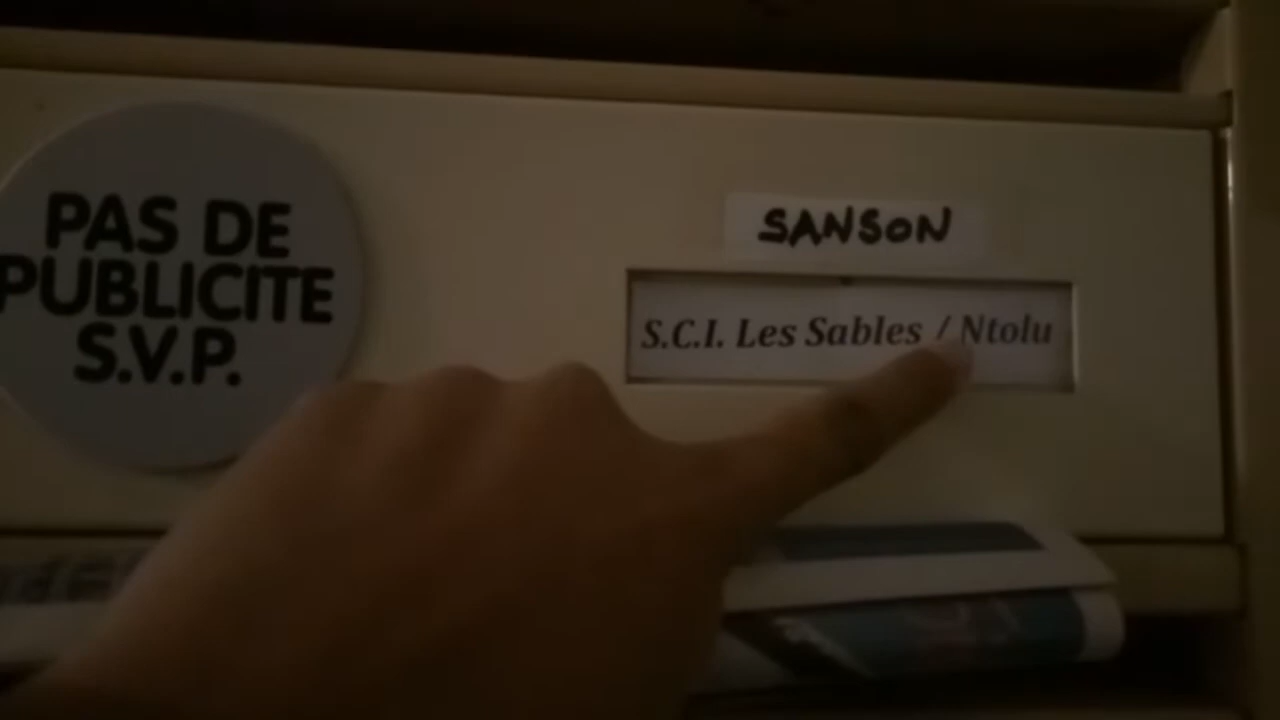 PAS DE
PUBLICITE
S.V.P.
SANSON
S.C.I. Les Sables / Ntolu